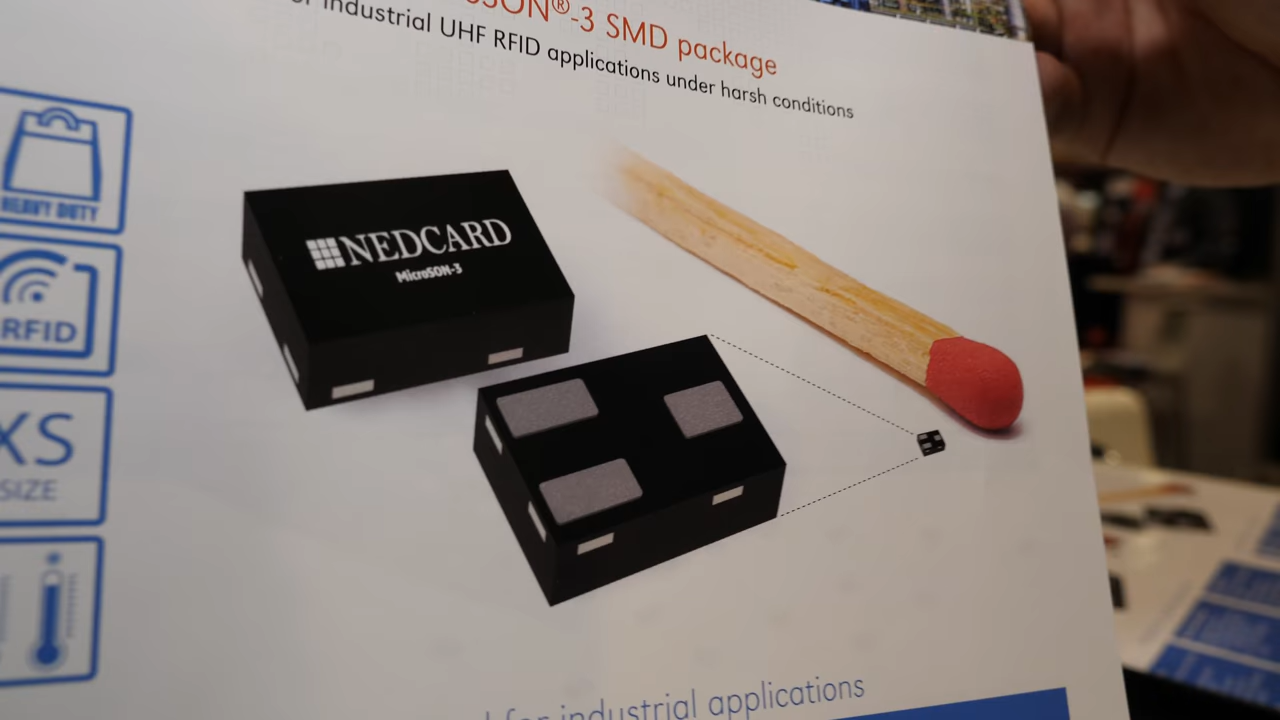 SON®-3 SMD package
for industrial UHF RFID applications under harsh conditions
HEAVY DUTY
RFID
XS
SIZE
NEDCARD
MicroSON-3
for industrial applications